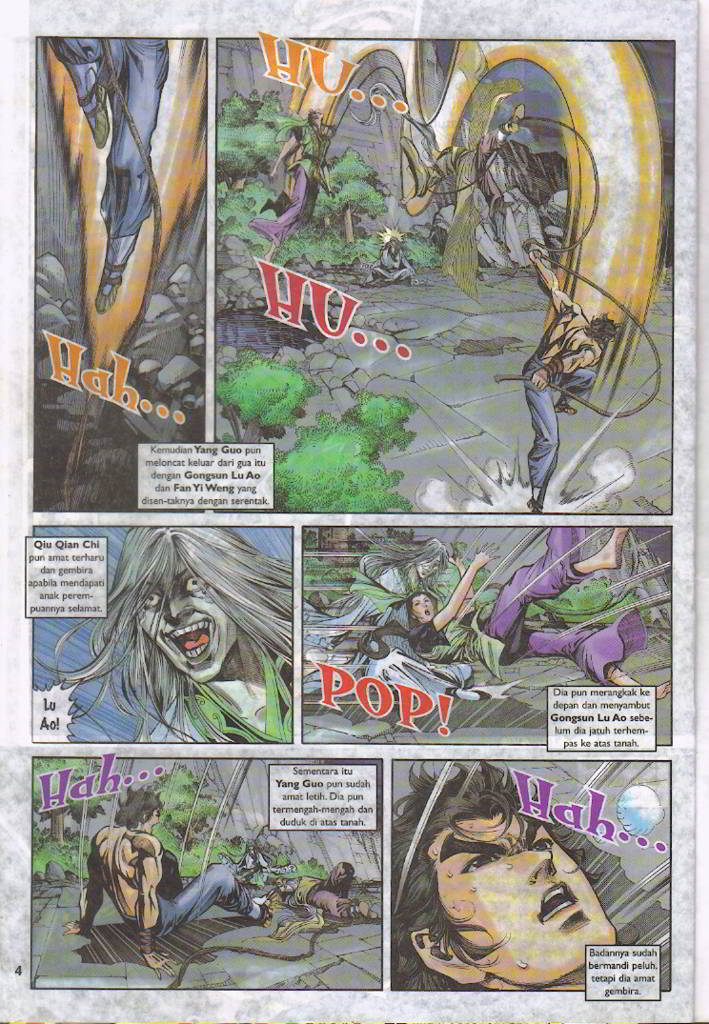 Hah...
HU...
HU...
Kemudian Yang Guo pun
meloncat keluar dari gua itu
dengan Gongsun Lu Ao
dan Fan Yi Weng yang
disen-taknya dengan serentak.
Qiu Qian Chi
pun amat terharu
dan gembira
apabila mendapati
anak perem-
puannya selamat.
Lu
Ao!
POP!
Dia pun merangkak ke
depan dan menyambut
Gongsun Lu Ao sebe-
lum dia jatuh terhem-
pas ke atas tanah.
Hah...
Sementara itu
Yang Guo pun sudah
amat letih. Dia pun
termengah-mengah dan
duduk di atas tanah.
Hah...
Badannya sudah
bermandi peluh,
tetapi dia amat
gembira.
4